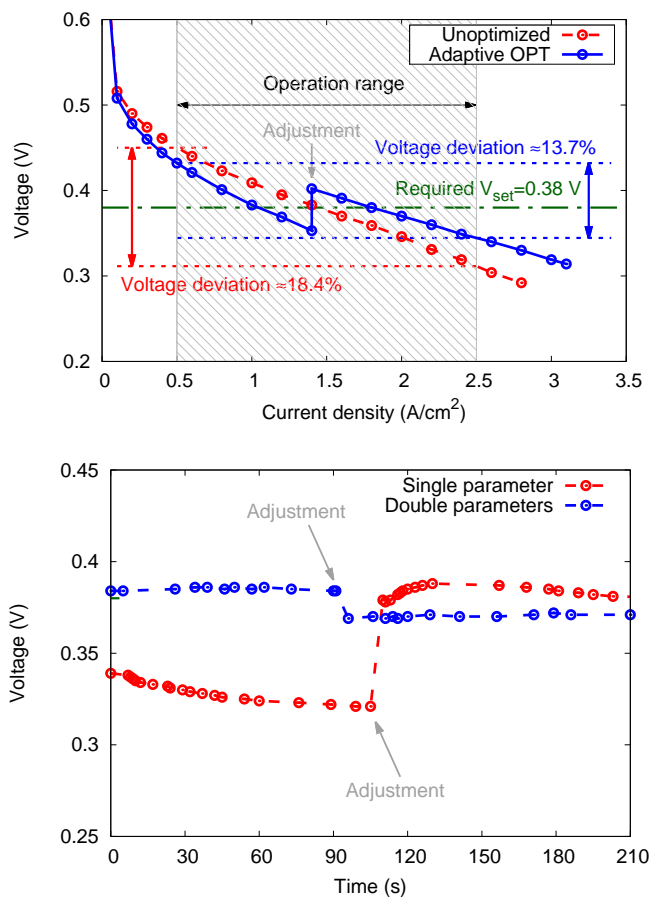 0.6
Unoptimized
Adaptive OPT
Operation range
0.5
Adjustment
Voltage deviation ≈13.7%
Voltage (V)
0.4
Required V_set=0.38 V
0.3
Voltage deviation ≈18.4%
0.2
0 0.5 1 1.5 2 2.5 3 3.5
Current density (A/cm²)
0.45
Single parameter
Double parameters
Adjustment
0.4
Voltage (V)
0.35
0.3
Adjustment
0.25
0 30 60 90 120 150 180 210
Time (s)